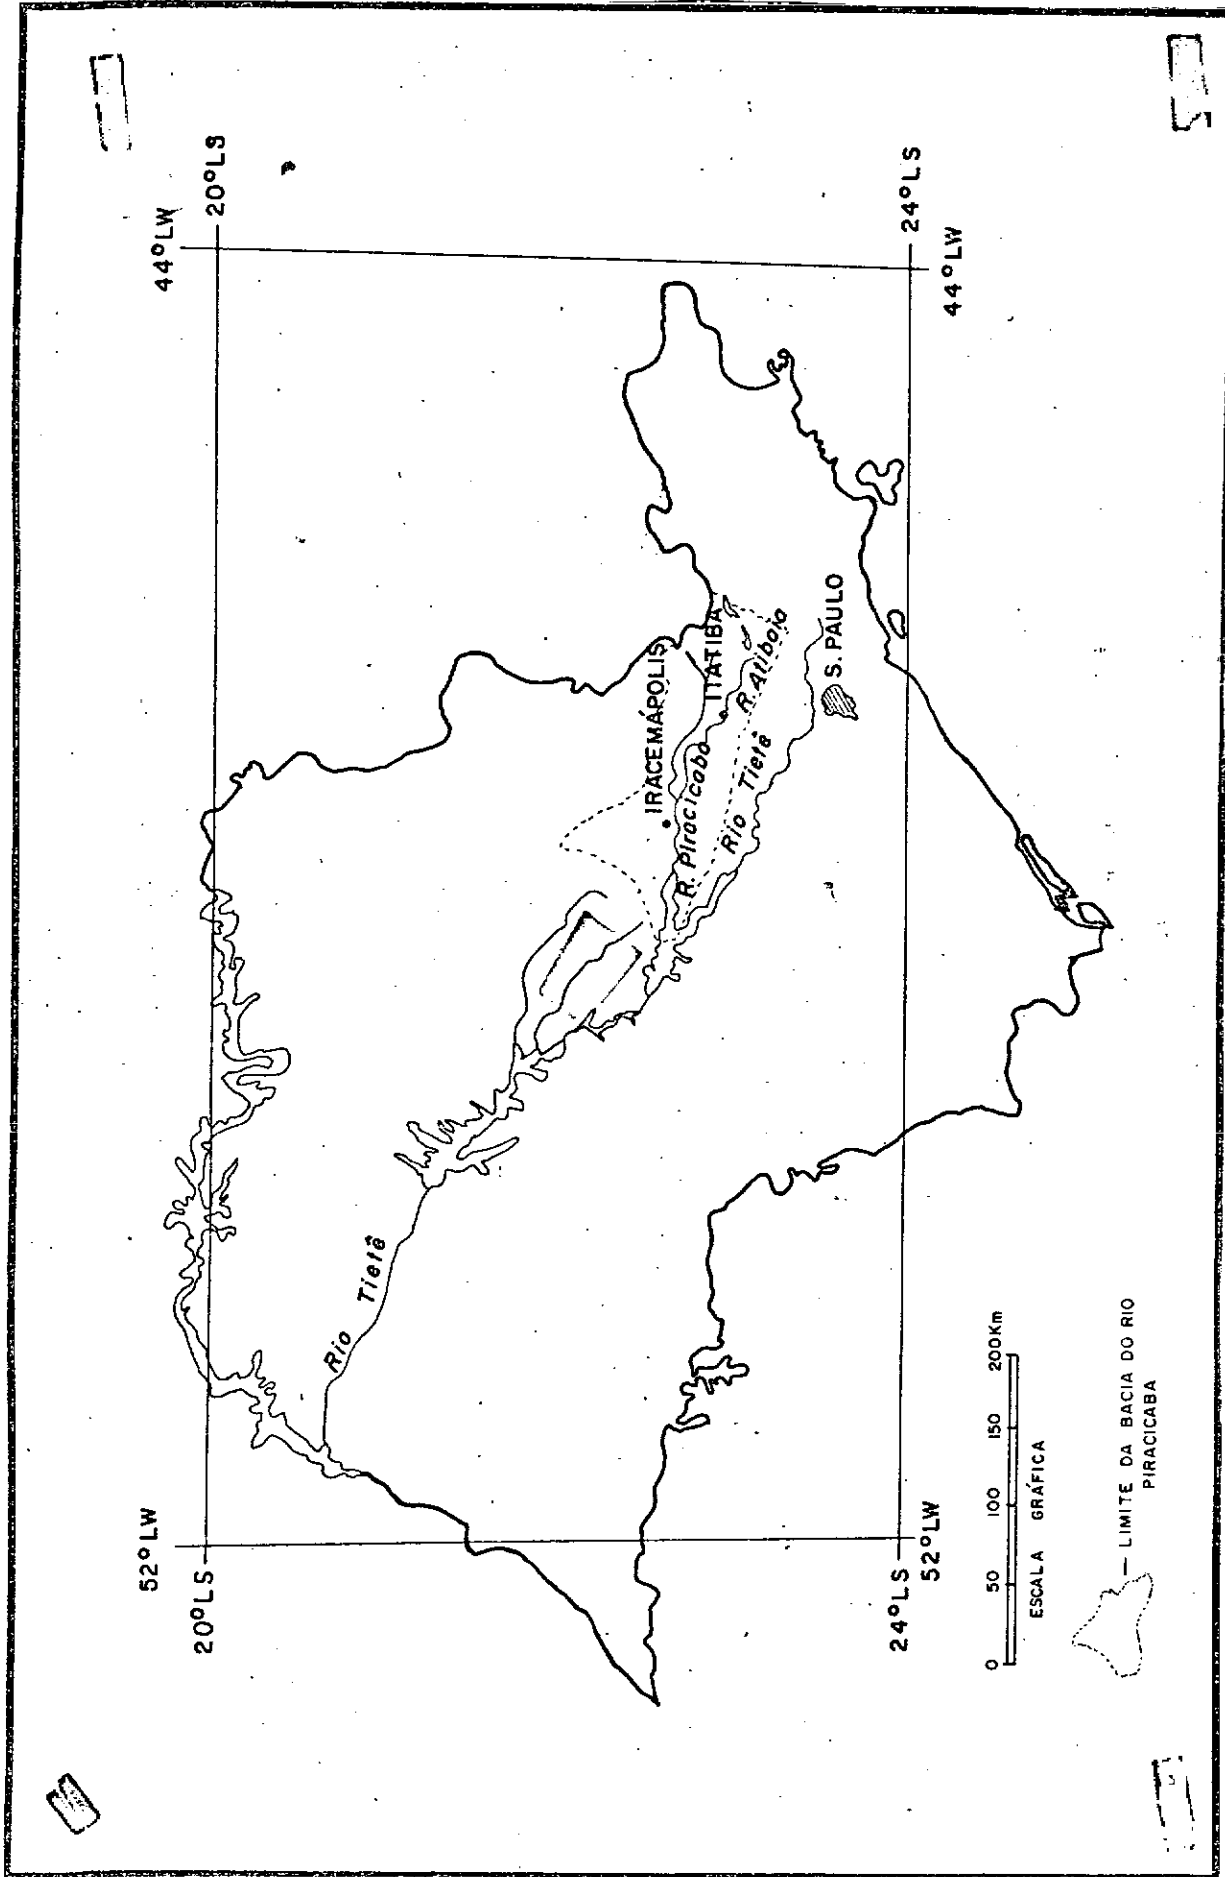 52°LW
44°LW
20°LS
20°LS
Rio Tietê
IRACEMÁPOLIS
ITATIBA
R. Piracicaba
R. Atibaia
Rio Tietê
S. PAULO
24°LS
24°LS
52°LW
44°LW
0 50 100 150 200Km
ESCALA GRÁFICA
— LIMITE DA BACIA DO RIO
PIRACICABA